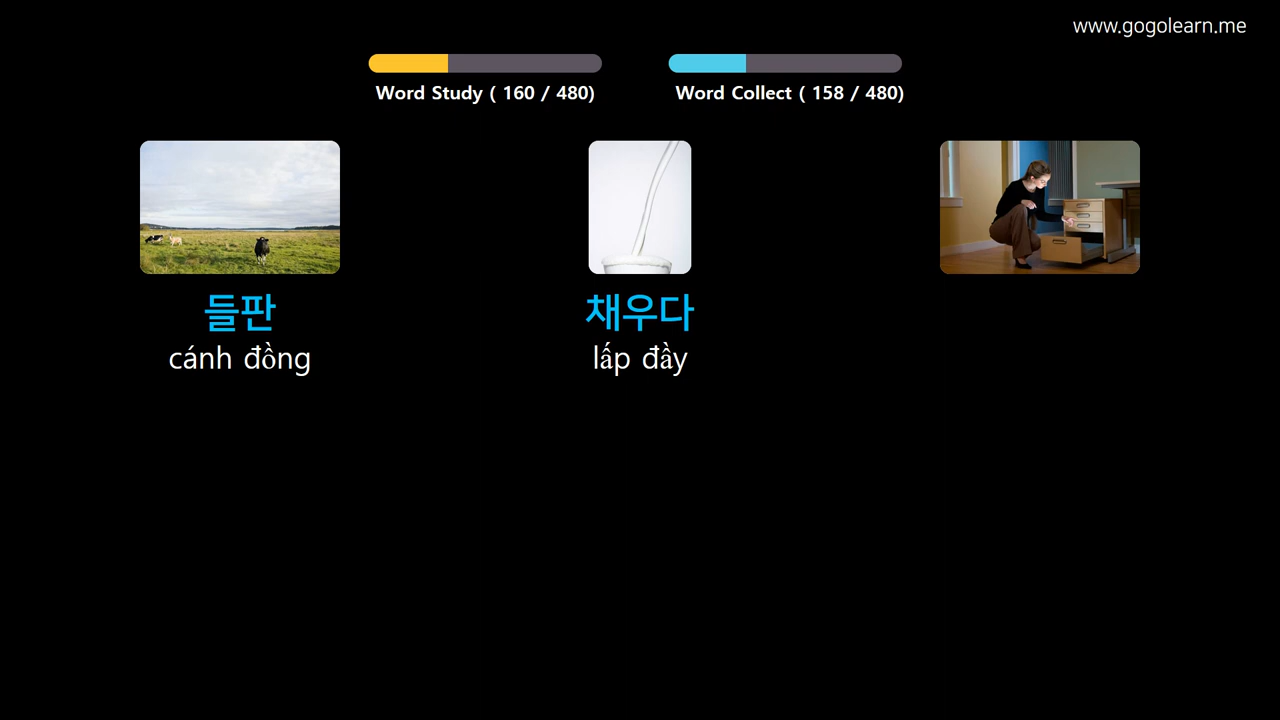 www.gogolearn.me
Word Study ( 160 / 480)
Word Collect ( 158 / 480)
들판
cánh đồng
채우다
lấp đầy